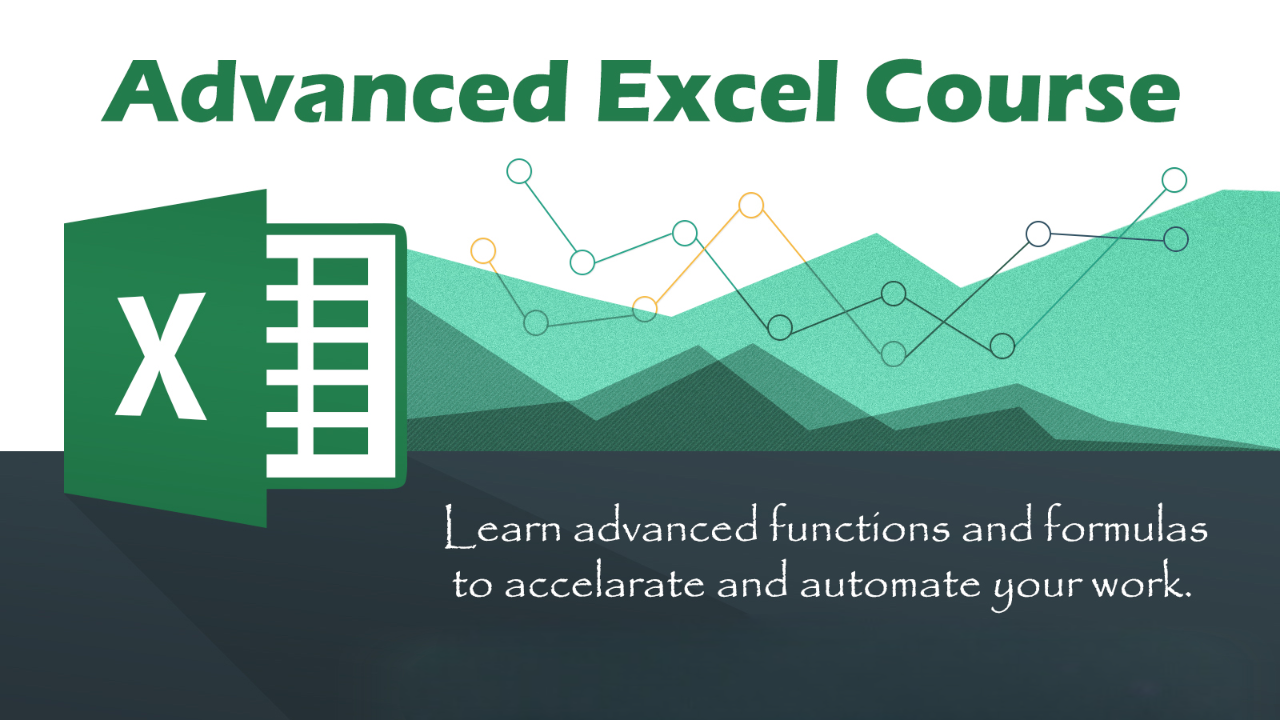 Advanced Excel Course
X
Learn advanced functions and formulas
to accelarate and automate your work.